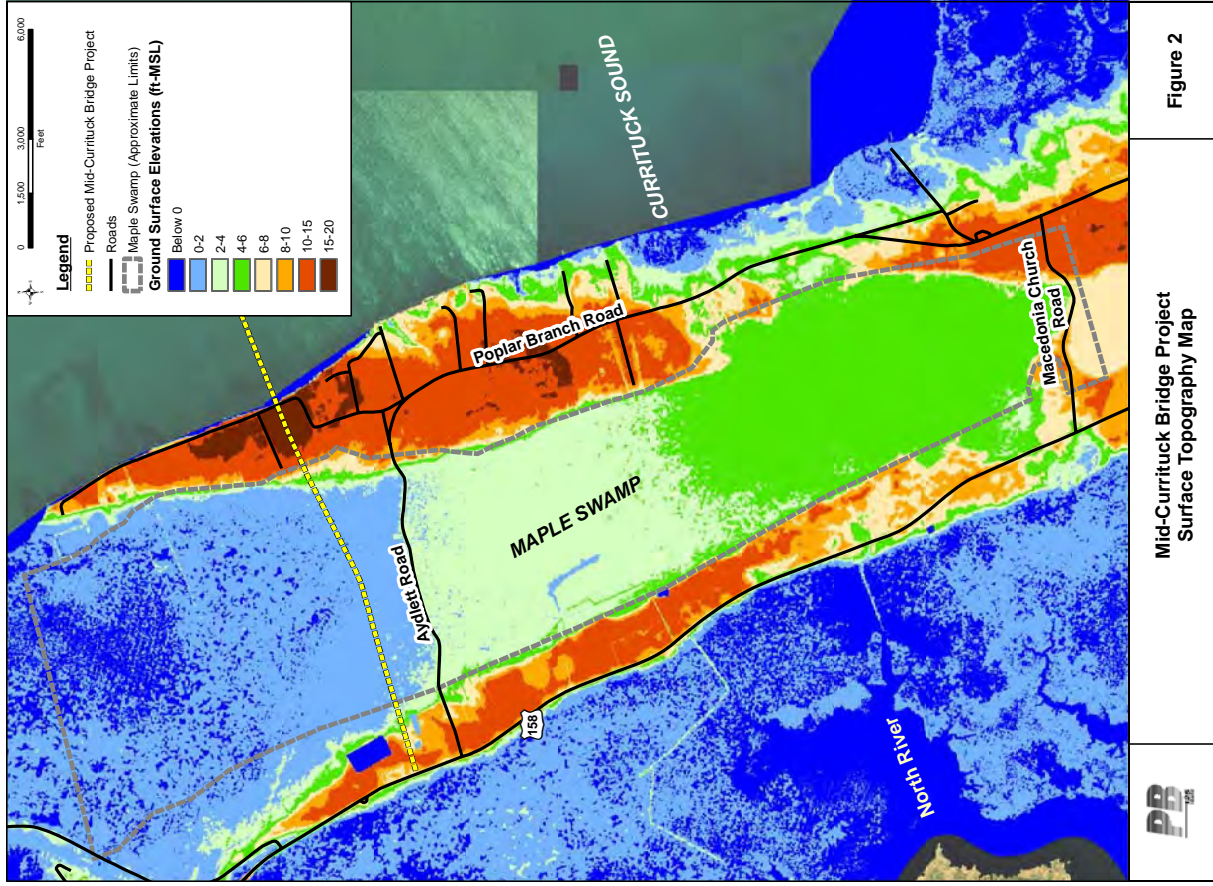 0 1,500 3,000 6,000
Feet
Legend
Proposed Mid-Currituck Bridge Project
Roads
Maple Swamp (Approximate Limits)
Ground Surface Elevations (ft-MSL)
Below 0
0-2
2-4
4-6
6-8
8-10
10-15
15-20
CURRITUCK SOUND
Poplar Branch Road
Macedonia Church
Road
MAPLE SWAMP
Aydlett Road
158
North River
PB
Mid-Currituck Bridge Project
Surface Topography Map
Figure 2